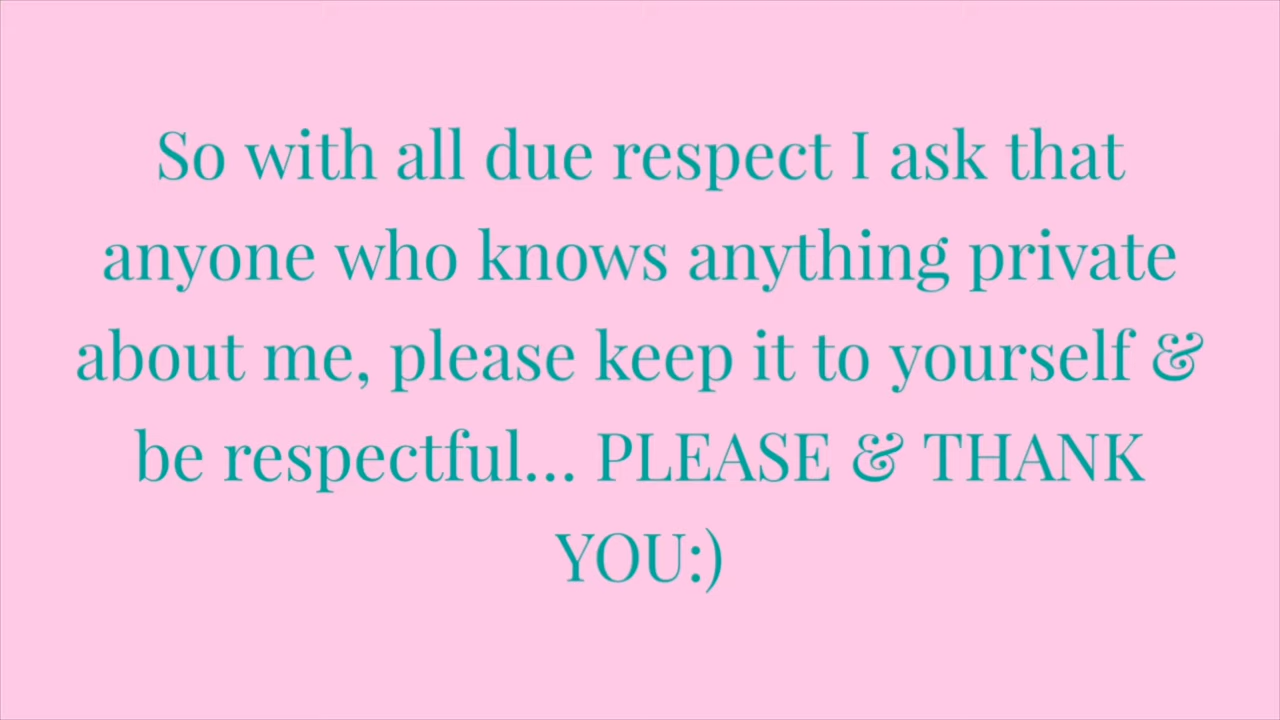 So with all due respect I ask that
anyone who knows anything private
about me, please keep it to yourself &
be respectful... PLEASE & THANK
YOU:)